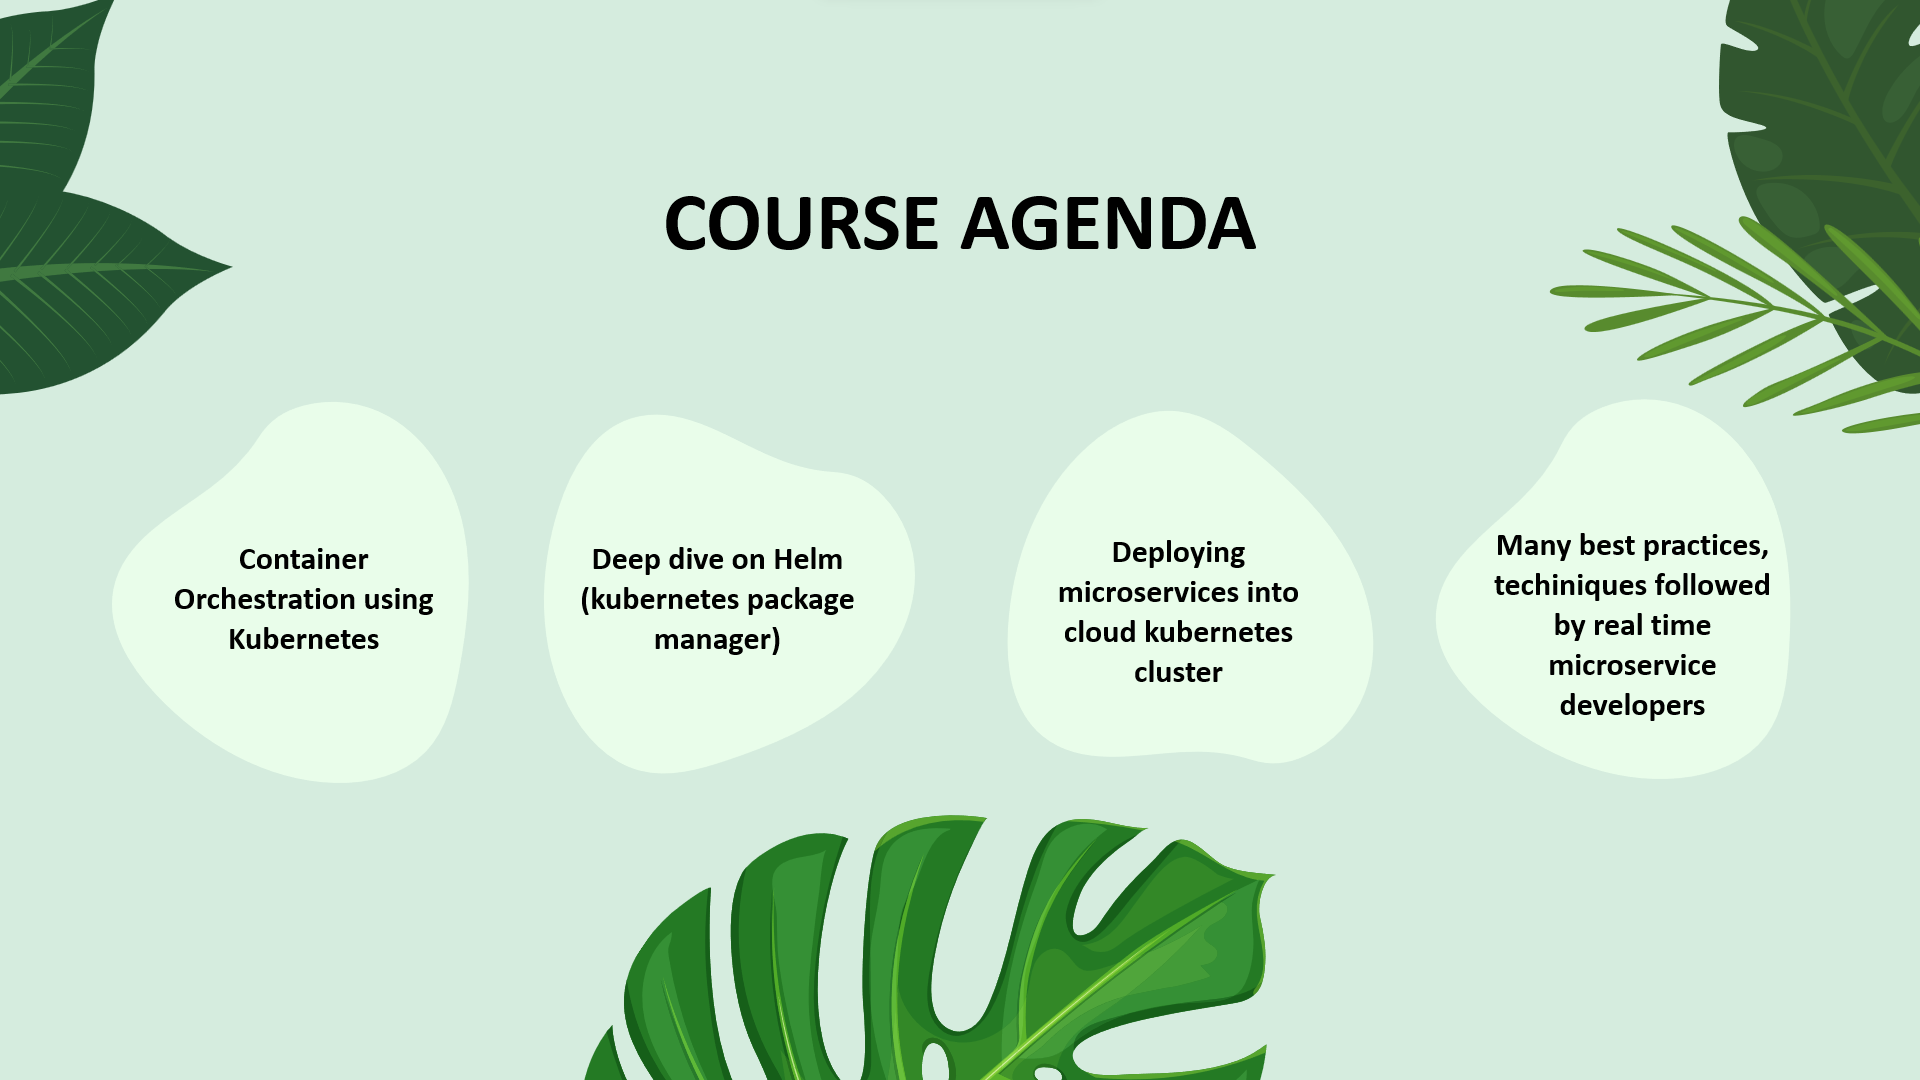 COURSE AGENDA
Container
Orchestration using
Kubernetes
Deep dive on Helm
(kubernetes package
manager)
Deploying
microservices into
cloud kubernetes
cluster
Many best practices,
techiniques followed
by real time
microservice
developers